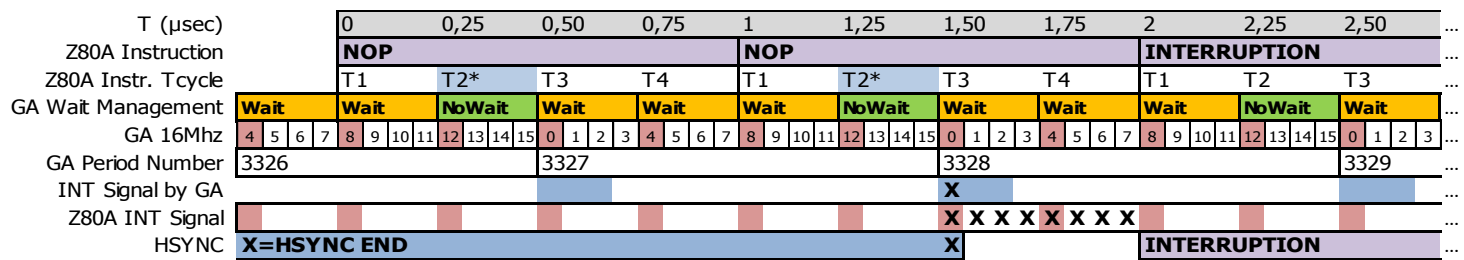 T (µsec) 0 0,25 0,50 0,75 1 1,25 1,50 1,75 2 2,25 2,50 ...
Z80A Instruction NOP NOP INTERRUPTION ...
Z80A Instr. Tcycle T1 T2* T3 T4 T1 T2* T3 T4 T1 T2 T3 ...
GA Wait Management Wait Wait NoWait Wait Wait Wait NoWait Wait Wait Wait NoWait Wait ...
GA 16Mhz 4 5 6 7 8 9 10 11 12 13 14 15 0 1 2 3 4 5 6 7 8 9 10 11 12 13 14 15 0 1 2 3 4 5 6 7 8 9 10 11 12 13 14 15 0 1 2 3 ...
GA Period Number 3326 3327 3328 3329 ...
INT Signal by GA X ...
Z80A INT Signal X X X X X X X X ...
HSYNC X=HSYNC END X INTERRUPTION ...